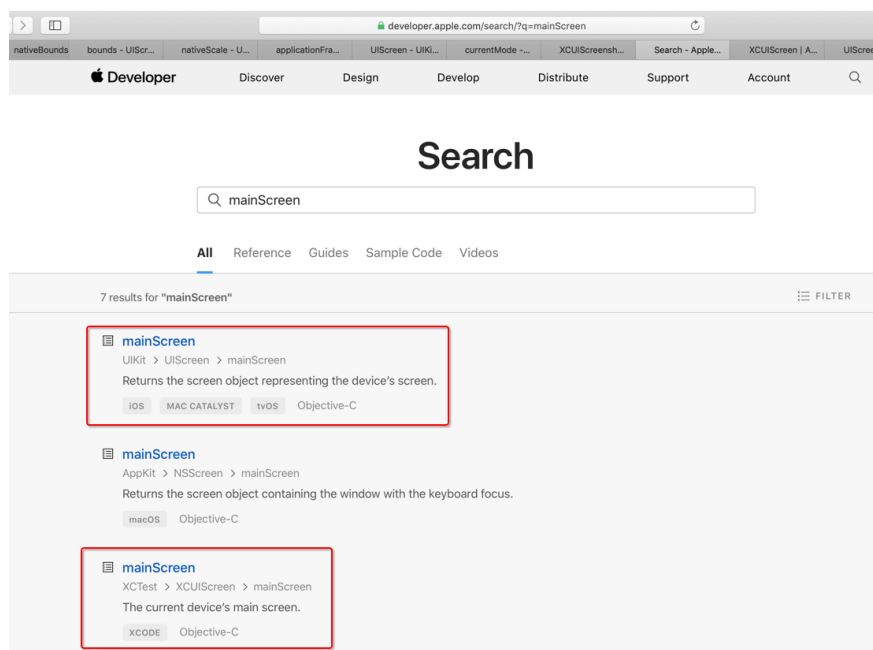 developer.apple.com/search/?q=mainScreen
nativeBounds bounds - UIScr... nativeScale - U... applicationFra... UIScreen - UIKi... currentMode -... XCUIScreensh... Search - Apple... XCUIScreen | A... UIScree
Developer Discover Design Develop Distribute Support Account
Search
mainScreen
All Reference Guides Sample Code Videos
7 results for "mainScreen" FILTER
mainScreen
UIKit > UIScreen > mainScreen
Returns the screen object representing the device's screen.
iOS MAC CATALYST tvOS Objective-C
mainScreen
AppKit > NSScreen > mainScreen
Returns the screen object containing the window with the keyboard focus.
macOS Objective-C
mainScreen
XCTest > XCUIScreen > mainScreen
The current device's main screen.
XCODE Objective-C